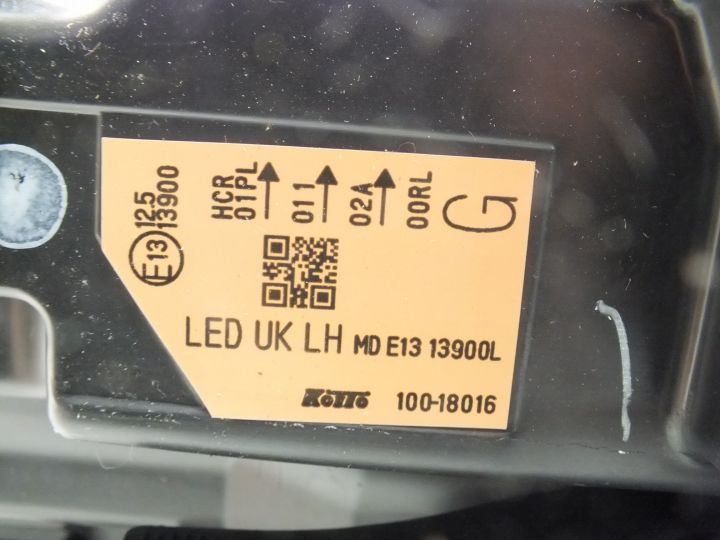 E13
12.5
13900
HCR
01PL
011
02A
00RL
G
LED UK LH MD E13 13900L
KOITO 100-18016